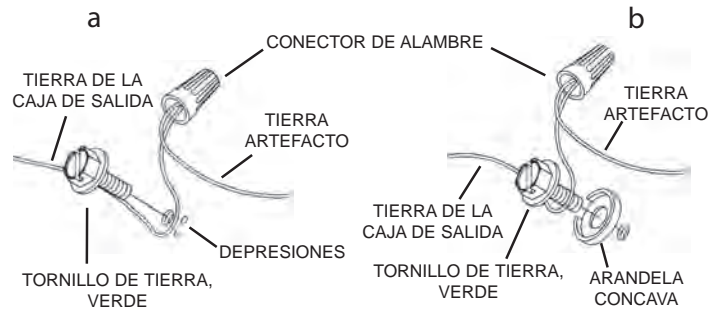 a
b
CONECTOR DE ALAMBRE
TIERRA DE LA
CAJA DE SALIDA
TIERRA
ARTEFACTO
DEPRESIONES
TORNILLO DE TIERRA,
VERDE
TIERRA
ARTEFACTO
TIERRA DE LA
CAJA DE SALIDA
TORNILLO DE TIERRA,
VERDE
ARANDELA
CONCAVA